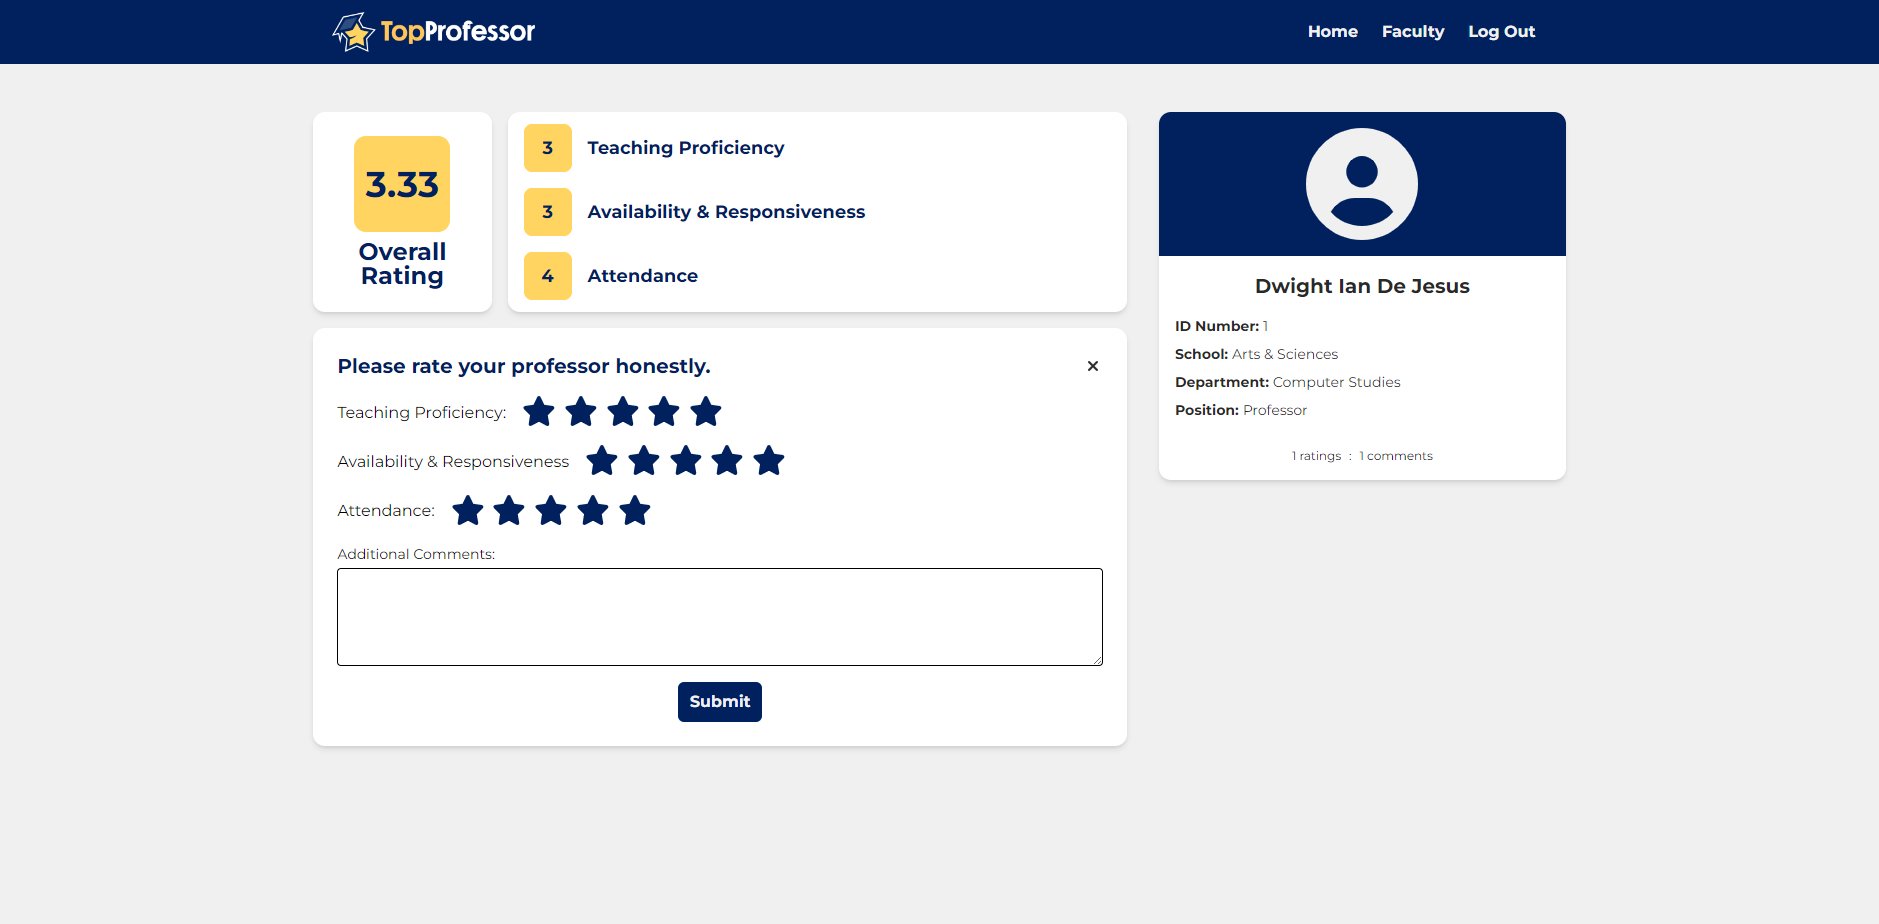 TopProfessor
Home Faculty Log Out
3.33
Overall
Rating
3 Teaching Proficiency
3 Availability & Responsiveness
4 Attendance
Please rate your professor honestly.
Teaching Proficiency:
Availability & Responsiveness
Attendance:
Additional Comments:
Submit
Dwight Ian De Jesus
ID Number: 1
School: Arts & Sciences
Department: Computer Studies
Position: Professor
1 ratings : 1 comments